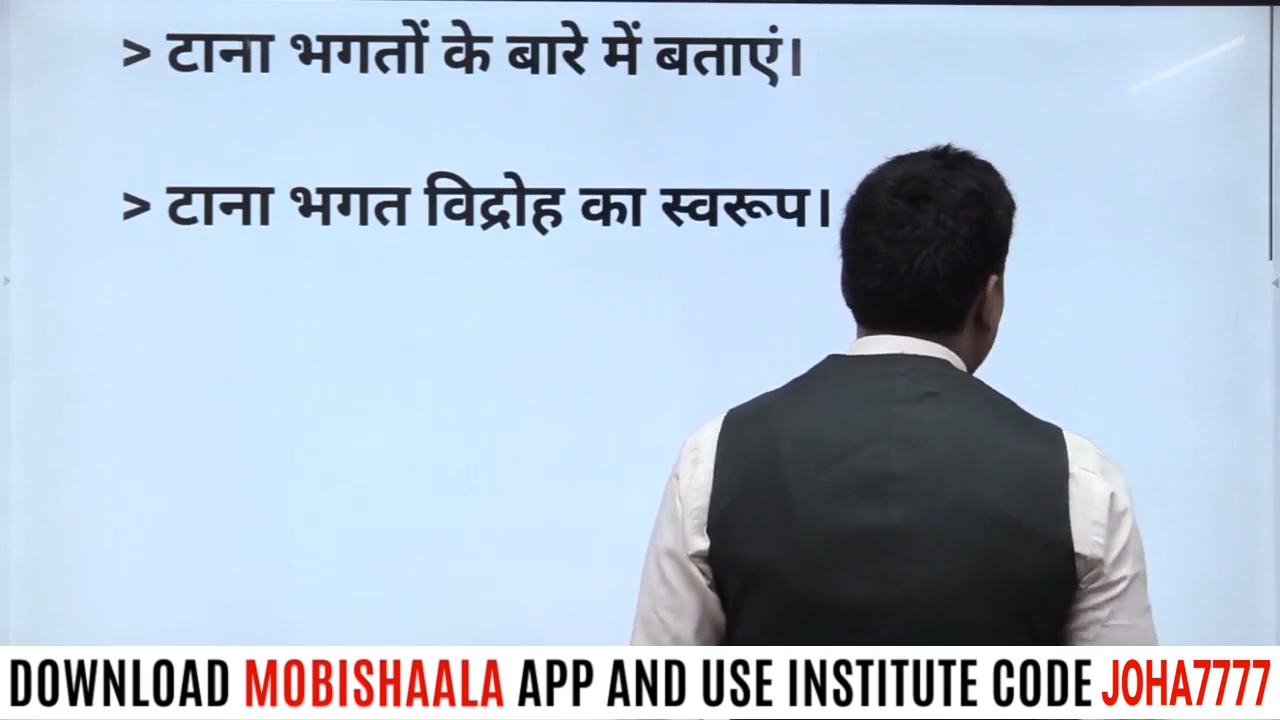 > टाना भगतों के बारे में बताएं।
> टाना भगत विद्रोह का स्वरूप।
DOWNLOAD MOBISHAALA APP AND USE INSTITUTE CODE JOHA7777